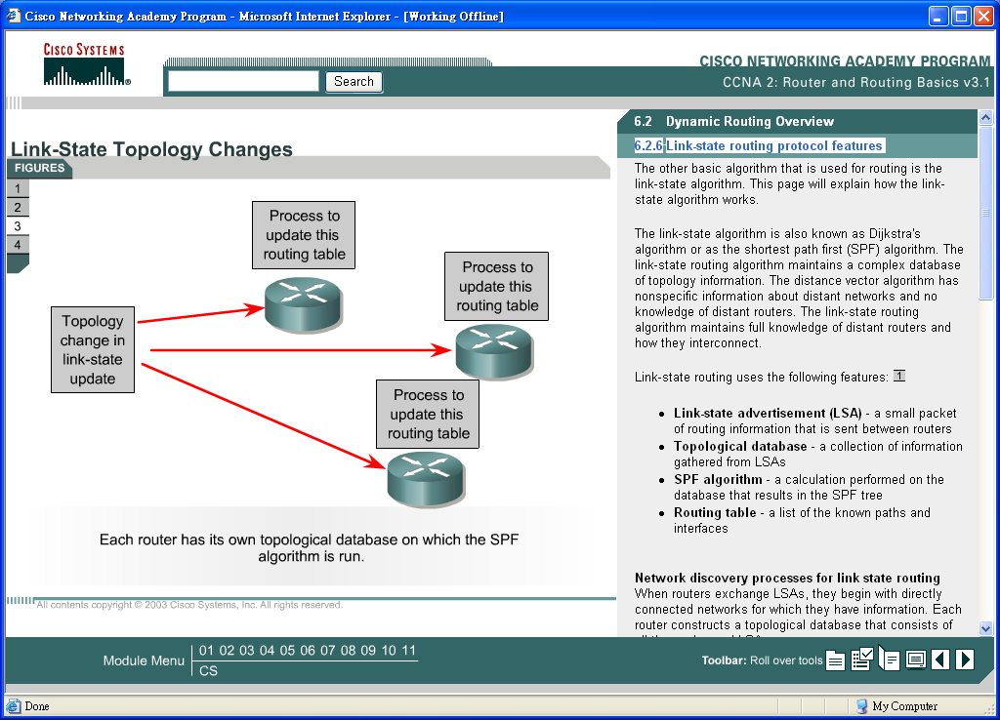 Cisco Networking Academy Program - Microsoft Internet Explorer - [Working Offline]
CISCO SYSTEMS
®
Search
CISCO NETWORKING ACADEMY PROGRAM
CCNA 2: Router and Routing Basics v3.1
Link-State Topology Changes
FIGURES
1
2
3
4
Process to
update this
routing table
Process to
update this
routing table
Topology
change in
link-state
update
Process to
update this
routing table
Each router has its own topological database on which the SPF
algorithm is run.
All contents copyright © 2003 Cisco Systems, Inc. All rights reserved.
6.2 Dynamic Routing Overview
6.2.6 Link-state routing protocol features
The other basic algorithm that is used for routing is the
link-state algorithm. This page will explain how the link-
state algorithm works.
The link-state algorithm is also known as Dijkstra's
algorithm or as the shortest path first (SPF) algorithm. The
link-state routing algorithm maintains a complex database
of topology information. The distance vector algorithm has
nonspecific information about distant networks and no
knowledge of distant routers. The link-state routing
algorithm maintains full knowledge of distant routers and
how they interconnect.
Link-state routing uses the following features: 1
• Link-state advertisement (LSA) - a small packet
of routing information that is sent between routers
• Topological database - a collection of information
gathered from LSAs
• SPF algorithm - a calculation performed on the
database that results in the SPF tree
• Routing table - a list of the known paths and
interfaces
Network discovery processes for link state routing
When routers exchange LSAs, they begin with directly
connected networks for which they have information. Each
router constructs a topological database that consists of
Module Menu
01 02 03 04 05 06 07 08 09 10 11
CS
Toolbar: Roll over tools
Done
My Computer